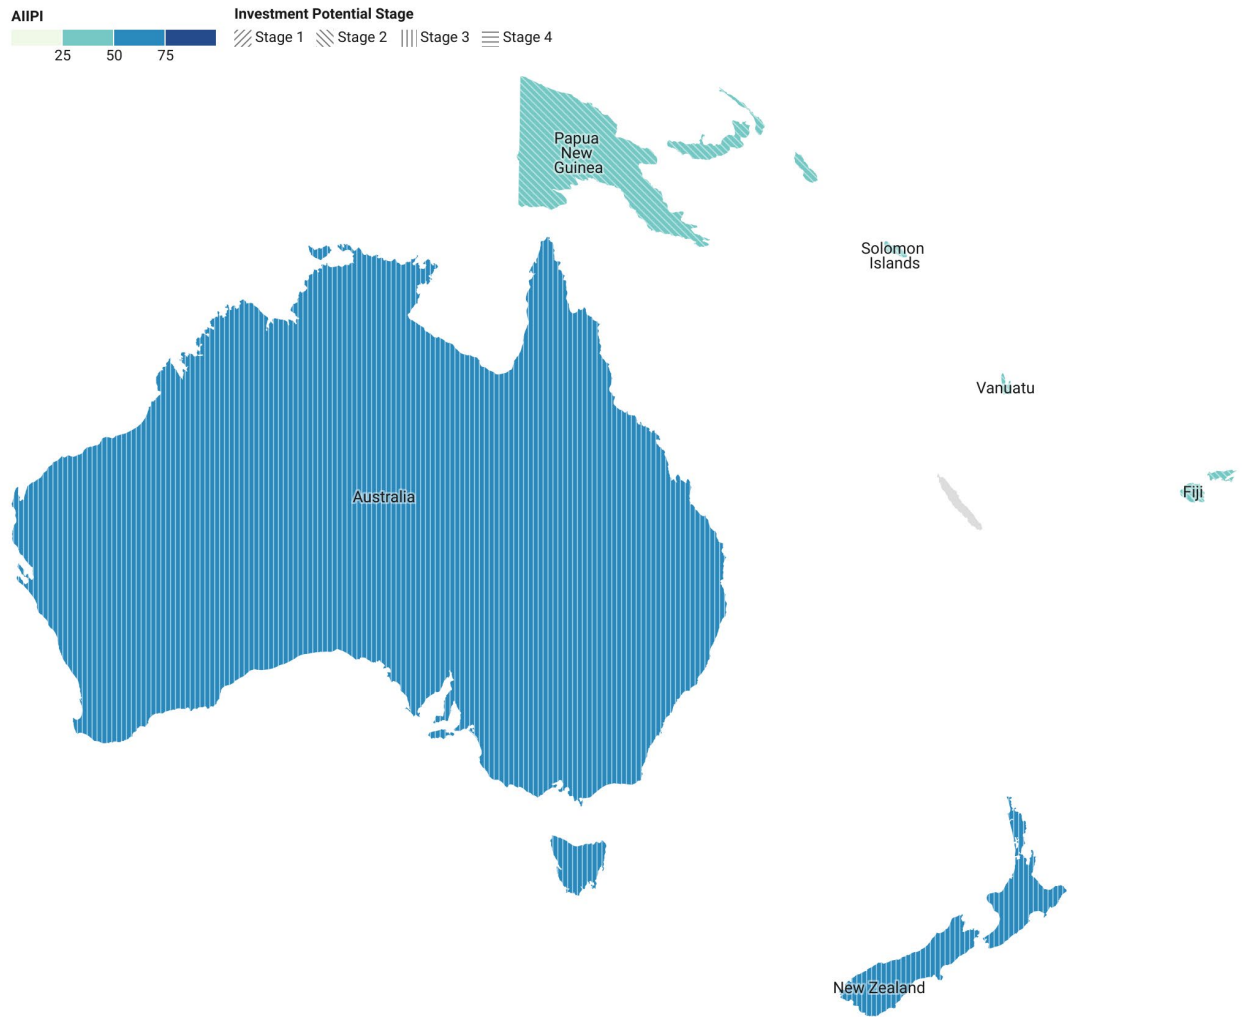 AIIPI
25 50 75
Investment Potential Stage
Stage 1 Stage 2 Stage 3 Stage 4
Papua
New
Guinea
Solomon
Islands
Vanuatu
Fiji
Australia
New Zealand